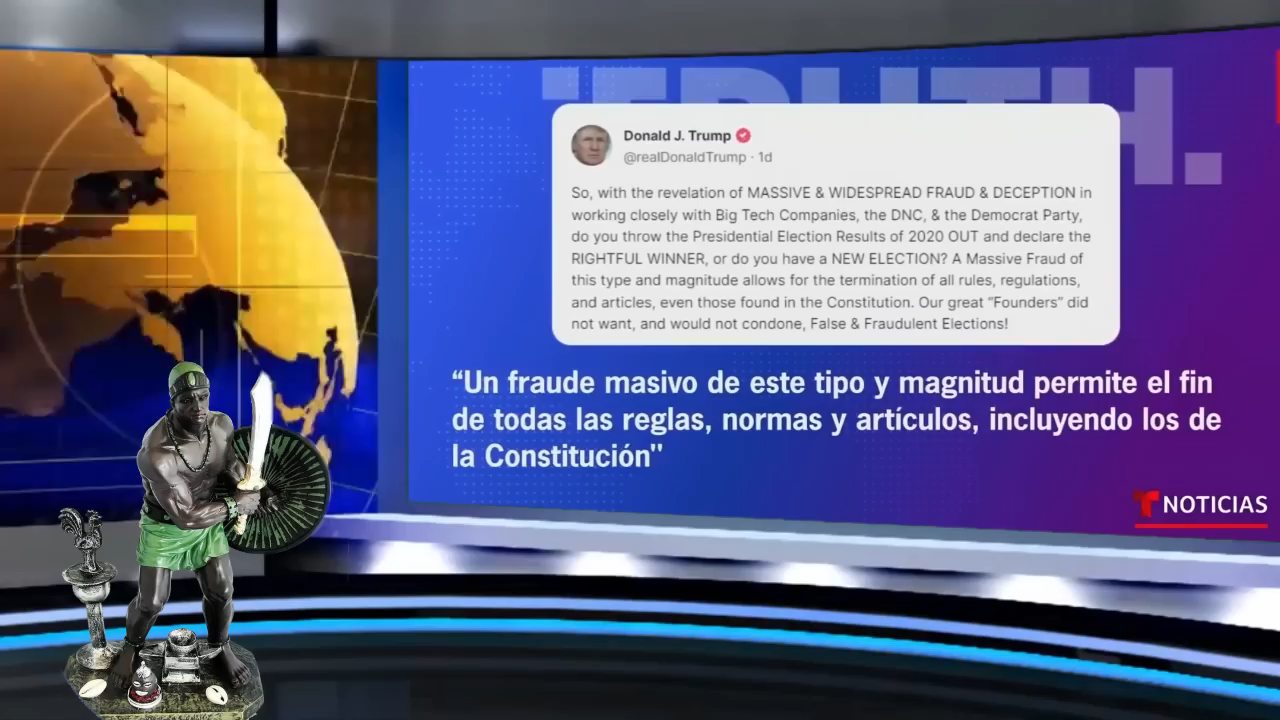 TRUTH.
Donald J. Trump
@realDonaldTrump · 1d
So, with the revelation of MASSIVE & WIDESPREAD FRAUD & DECEPTION in
working closely with Big Tech Companies, the DNC, & the Democrat Party,
do you throw the Presidential Election Results of 2020 OUT and declare the
RIGHTFUL WINNER, or do you have a NEW ELECTION? A Massive Fraud of
this type and magnitude allows for the termination of all rules, regulations,
and articles, even those found in the Constitution. Our great “Founders” did
not want, and would not condone, False & Fraudulent Elections!
“Un fraude masivo de este tipo y magnitud permite el fin
de todas las reglas, normas y artículos, incluyendo los de
la Constitución"
NOTICIAS